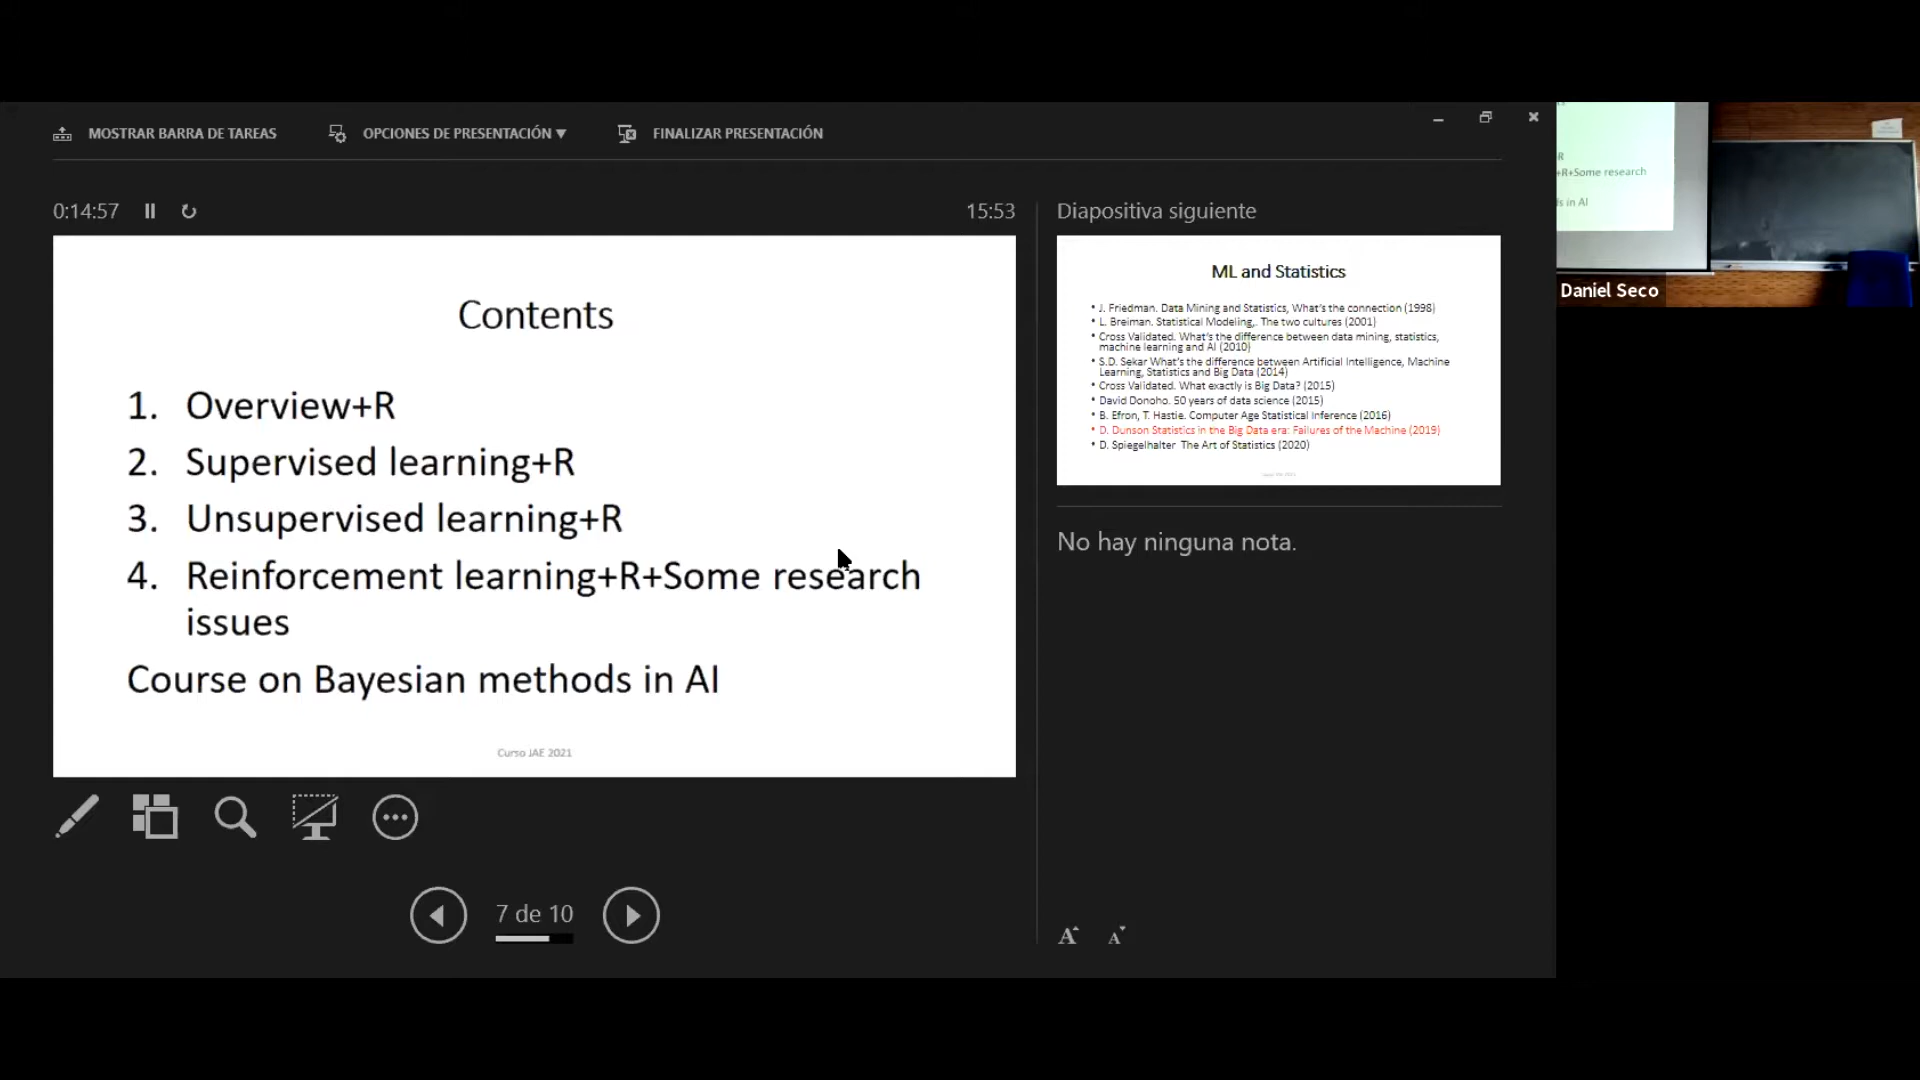 MOSTRAR BARRA DE TAREAS
OPCIONES DE PRESENTACIÓN ▼
FINALIZAR PRESENTACIÓN
0:14:57
15:53
Contents
1. Overview+R
2. Supervised learning+R
3. Unsupervised learning+R
4. Reinforcement learning+R+Some research
issues
Course on Bayesian methods in AI
Curso JAE 2021
7 de 10
Diapositiva siguiente
ML and Statistics
• J. Friedman. Data Mining and Statistics, What's the connection (1998)
• L. Breiman. Statistical Modeling,. The two cultures (2001)
• Cross Validated. What's the difference between data mining, statistics,
machine learning and AI (2010)
• S.D. Sekar What's the difference between Artificial Intelligence, Machine
Learning, Statistics and Big Data (2014)
• Cross Validated. What exactly is Big Data? (2015)
• David Donoho. 50 years of data science (2015)
• B. Efron, T. Hastie. Computer Age Statistical Inference (2016)
• D. Dunson Statistics in the Big Data era: Failures of the Machine (2019)
• D. Spiegelhalter The Art of Statistics (2020)
No hay ninguna nota.
A A
R
+R+Some research
ds in AI
Daniel Seco